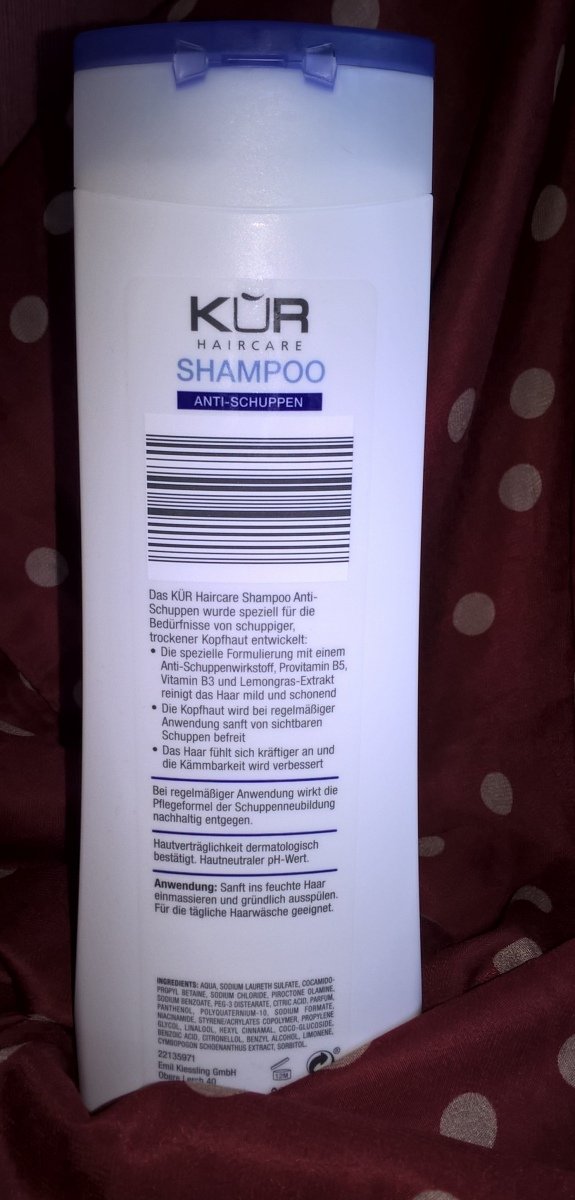 KŬR
HAIRCARE
SHAMPOO
ANTI-SCHUPPEN
Das KÜR Haircare Shampoo Anti-
Schuppen wurde speziell für die
Bedürfnisse von schuppiger,
trockener Kopfhaut entwickelt:
• Die spezielle Formulierung mit einem
Anti-Schuppenwirkstoff, Provitamin B5,
Vitamin B3 und Lemongras-Extrakt
reinigt das Haar mild und schonend
• Die Kopfhaut wird bei regelmäßiger
Anwendung sanft von sichtbaren
Schuppen befreit
• Das Haar fühlt sich kräftiger an und
die Kämmbarkeit wird verbessert
Bei regelmäßiger Anwendung wirkt die
Pflegeformel der Schuppenneubildung
nachhaltig entgegen.
Hautverträglichkeit dermatologisch
bestätigt. Hautneutraler pH-Wert.
Anwendung: Sanft ins feuchte Haar
einmassieren und gründlich ausspülen.
Für die tägliche Haarwäsche geeignet.
INGREDIENTS: AQUA, SODIUM LAURETH SULFATE, COCAMIDO-
PROPYL BETAINE, SODIUM CHLORIDE, PIROCTONE OLAMINE,
SODIUM BENZOATE, PEG-3 DISTEARATE, CITRIC ACID, PARFUM,
PANTHENOL, POLYQUATERNIUM-10, SODIUM FORMATE,
NIACINAMIDE, STYRENE/ACRYLATES COPOLYMER, PROPYLENE
GLYCOL, LINALOOL, HEXYL CINNAMAL, COCO-GLUCOSIDE,
BENZOIC ACID, CITRONELLOL, BENZYL ALCOHOL, LIMONENE,
CYMBOPOGON SCHOENANTHUS EXTRACT, SORBITOL.
22135971
Emil Kiessling GmbH
12M
®
Obere Lerch 40